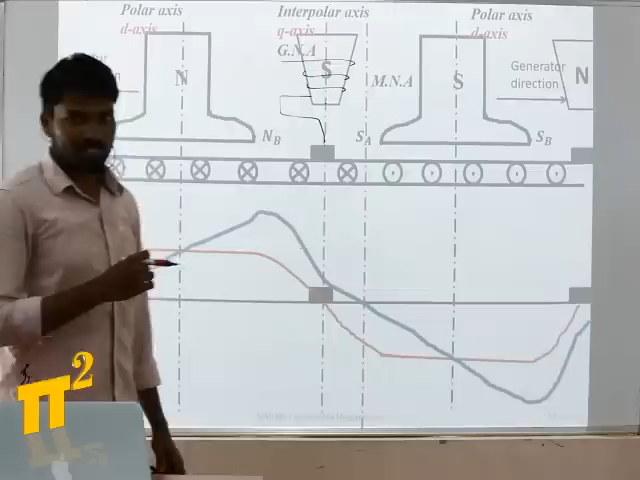 Polar axis
d-axis
Interpolar axis
q-axis
G.N.A
Polar axis
d-axis
N
S
M.N.A
S
Generator
direction
N
N_B
S_A
S_B
π²